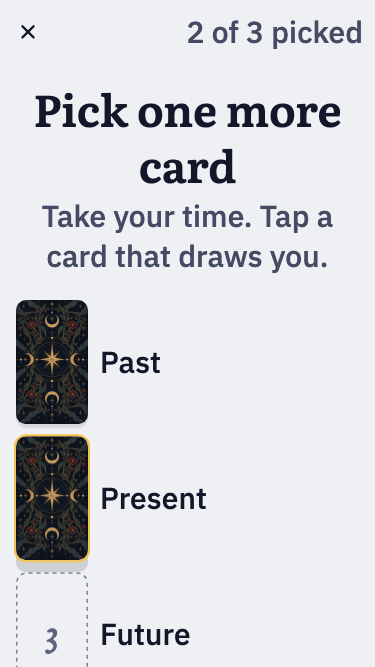 ×
2 of 3 picked
Pick one more
card
Take your time. Tap a
card that draws you.
Past
Present
3
Future